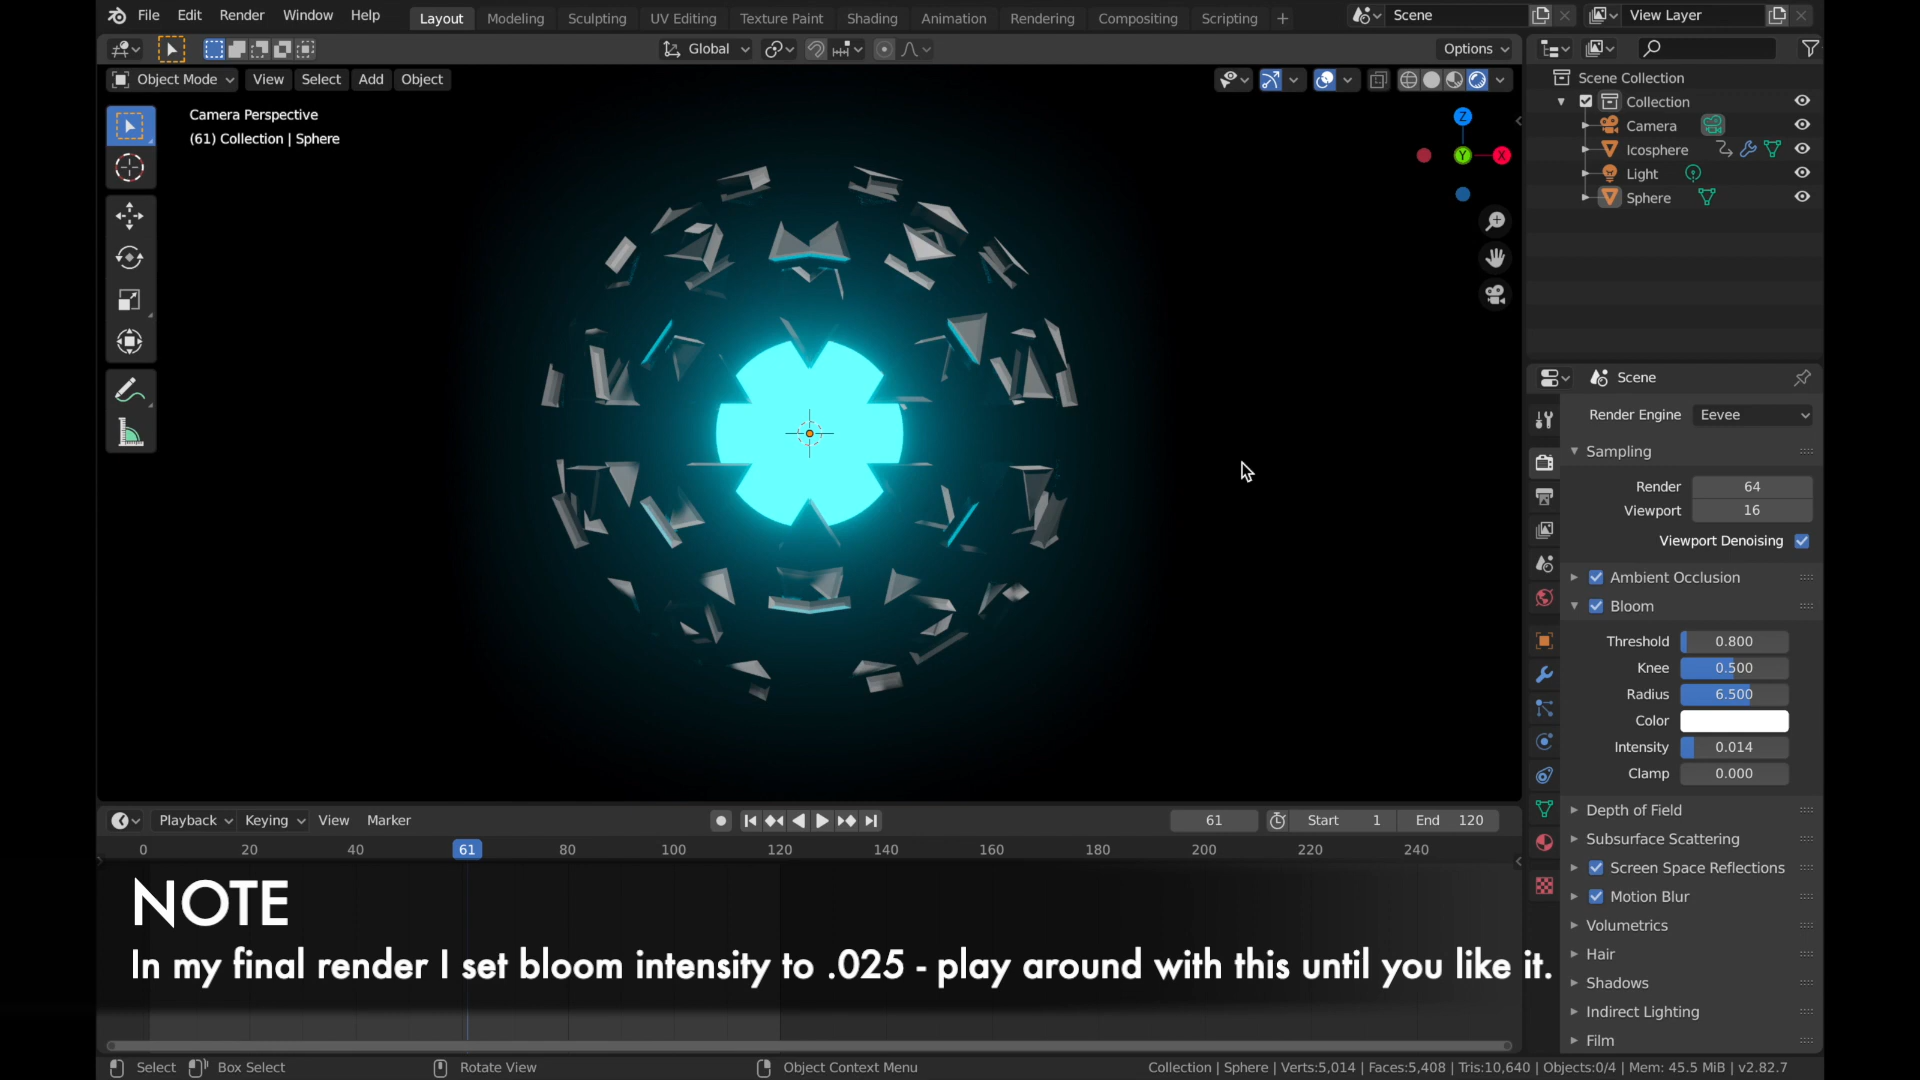 File Edit Render Window Help Layout Modeling Sculpting UV Editing Texture Paint Shading Animation Rendering Compositing Scripting + Scene View Layer
Global Options
Object Mode View Select Add Object
Camera Perspective
(61) Collection | Sphere
Z
Y
X
Scene Collection
Collection
Camera
Icosphere
Light
Sphere
Scene
Render Engine Eevee
Sampling
Render 64
Viewport 16
Viewport Denoising
Ambient Occlusion
Bloom
Threshold 0.800
Knee 0.500
Radius 6.500
Color
Intensity 0.014
Clamp 0.000
Depth of Field
Subsurface Scattering
Screen Space Reflections
Motion Blur
Volumetrics
Hair
Shadows
Indirect Lighting
Film
Playback Keying View Marker 61 Start 1 End 120
0 20 40 61 80 100 120 140 160 180 200 220 240
NOTE
In my final render I set bloom intensity to .025 - play around with this until you like it.
Select Box Select Rotate View Object Context Menu Collection | Sphere | Verts:5,014 | Faces:5,408 | Tris:10,640 | Objects:0/4 | Mem: 45.5 MiB | v2.82.7